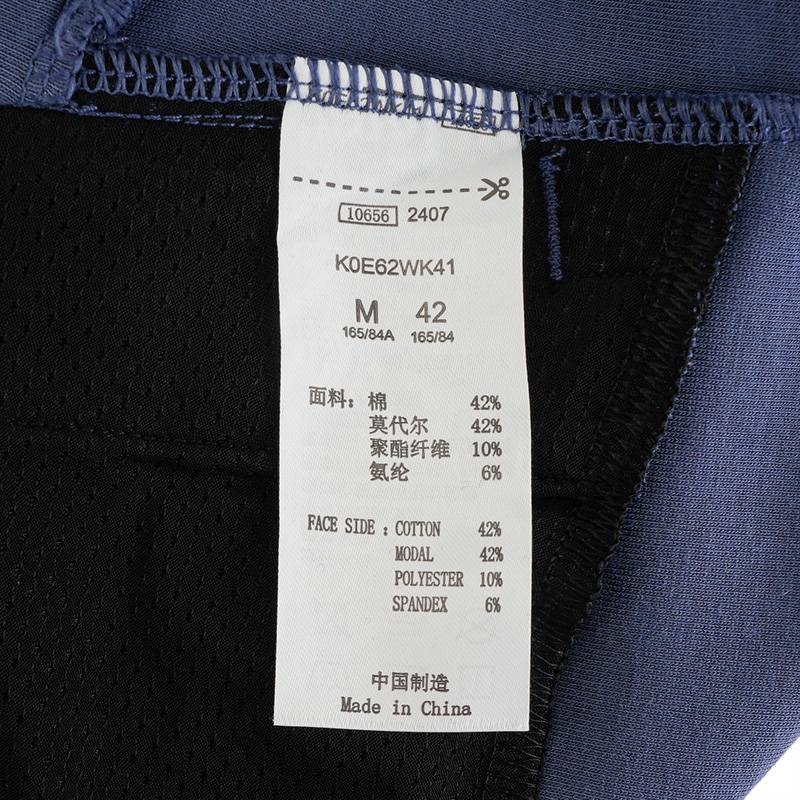 10656 2407
K0E62WK41
M 42
165/84A 165/84
面料： 棉 42%
莫代尔 42%
聚酯纤维 10%
氨纶 6%
FACE SIDE : COTTON 42%
MODAL 42%
POLYESTER 10%
SPANDEX 6%
中国制造
Made in China